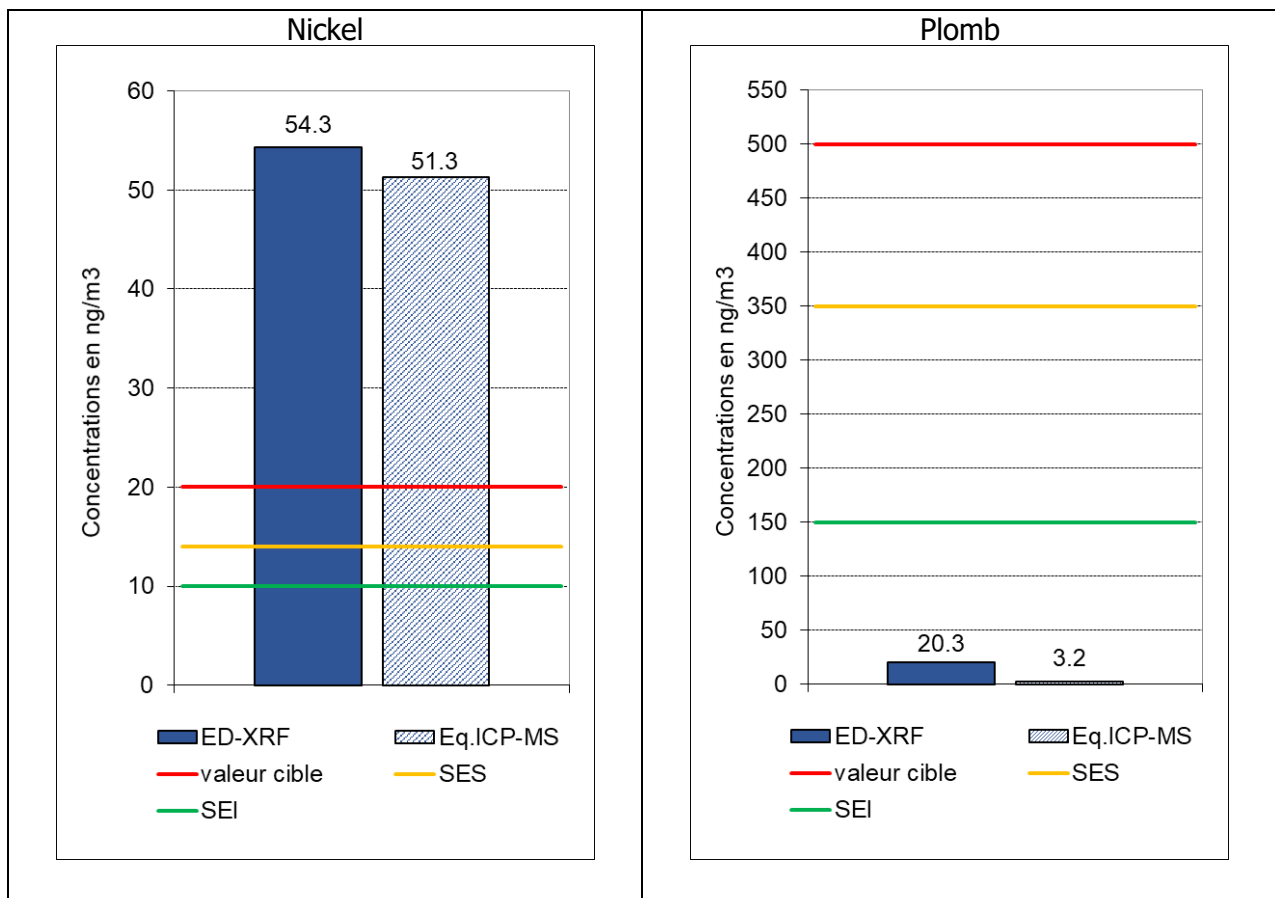 Nickel
60
50
40
30
20
10
0
Concentrations en ng/m3
54.3
51.3
ED-XRF
Eq.ICP-MS
valeur cible
SES
SEI
Plomb
550
500
450
400
350
300
250
200
150
100
50
0
Concentrations en ng/m3
20.3
3.2
ED-XRF
Eq.ICP-MS
valeur cible
SES
SEI